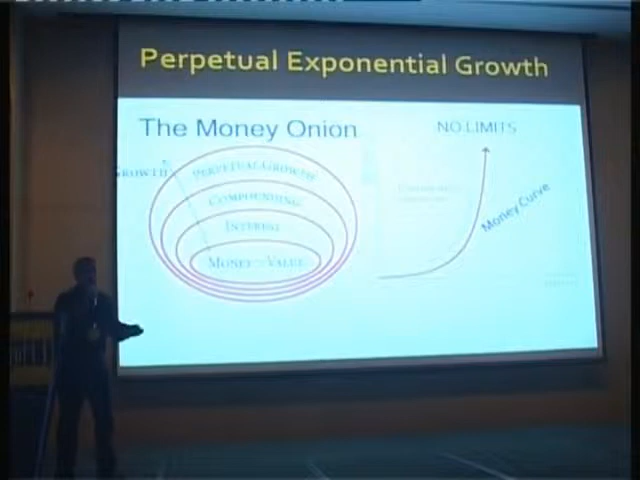 Perpetual Exponential Growth
The Money Onion
NO LIMITS
GROWTH
PERPETUAL GROWTH
COMPOUNDING
INTEREST
MONEY = VALUE
Money Curve